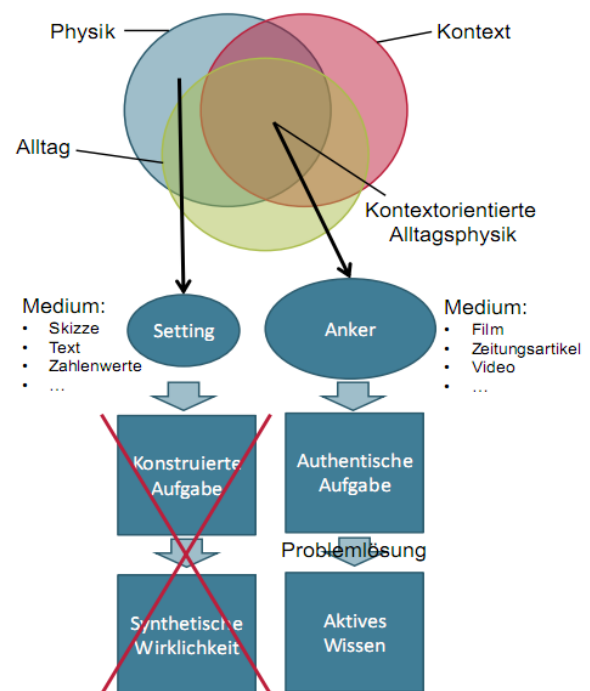 Physik
Kontext
Alltag
Kontextorientierte
Alltagsphysik
Medium:
• Skizze
• Text
• Zahlenwerte
• ...
Setting
Anker
Medium:
• Film
• Zeitungsartikel
• Video
• ...
Konstruierte
Aufgabe
Authentische
Aufgabe
Problemlösung
Synthetische
Wirklichkeit
Aktives
Wissen